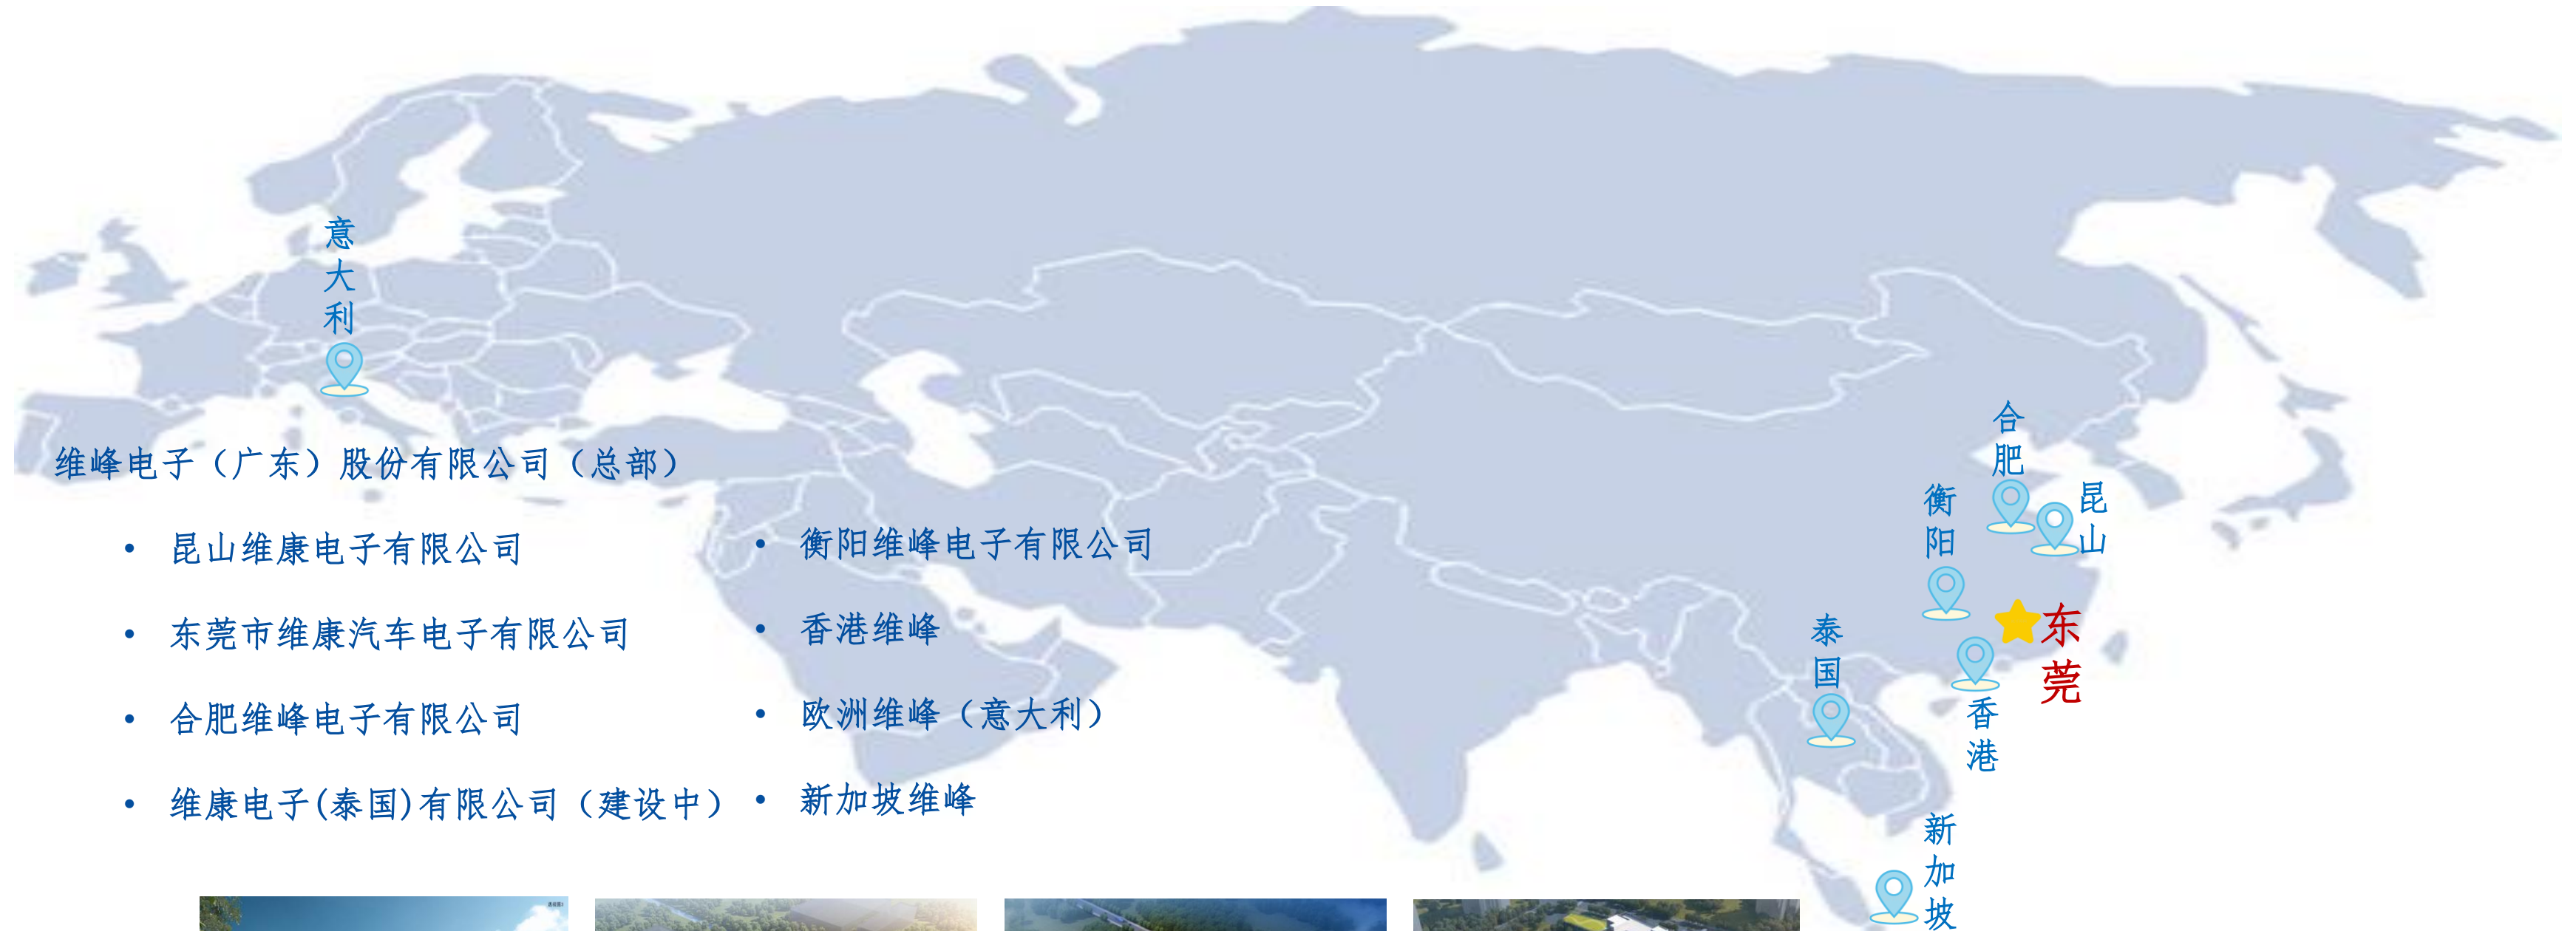 意大利
维峰电子（广东）股份有限公司（总部）
• 昆山维康电子有限公司
• 东莞市维康汽车电子有限公司
• 合肥维峰电子有限公司
• 维康电子(泰国)有限公司（建设中）
• 衡阳维峰电子有限公司
• 香港维峰
• 欧洲维峰（意大利）
• 新加坡维峰
合肥
昆山
衡阳
东莞
泰国
香港
新加坡